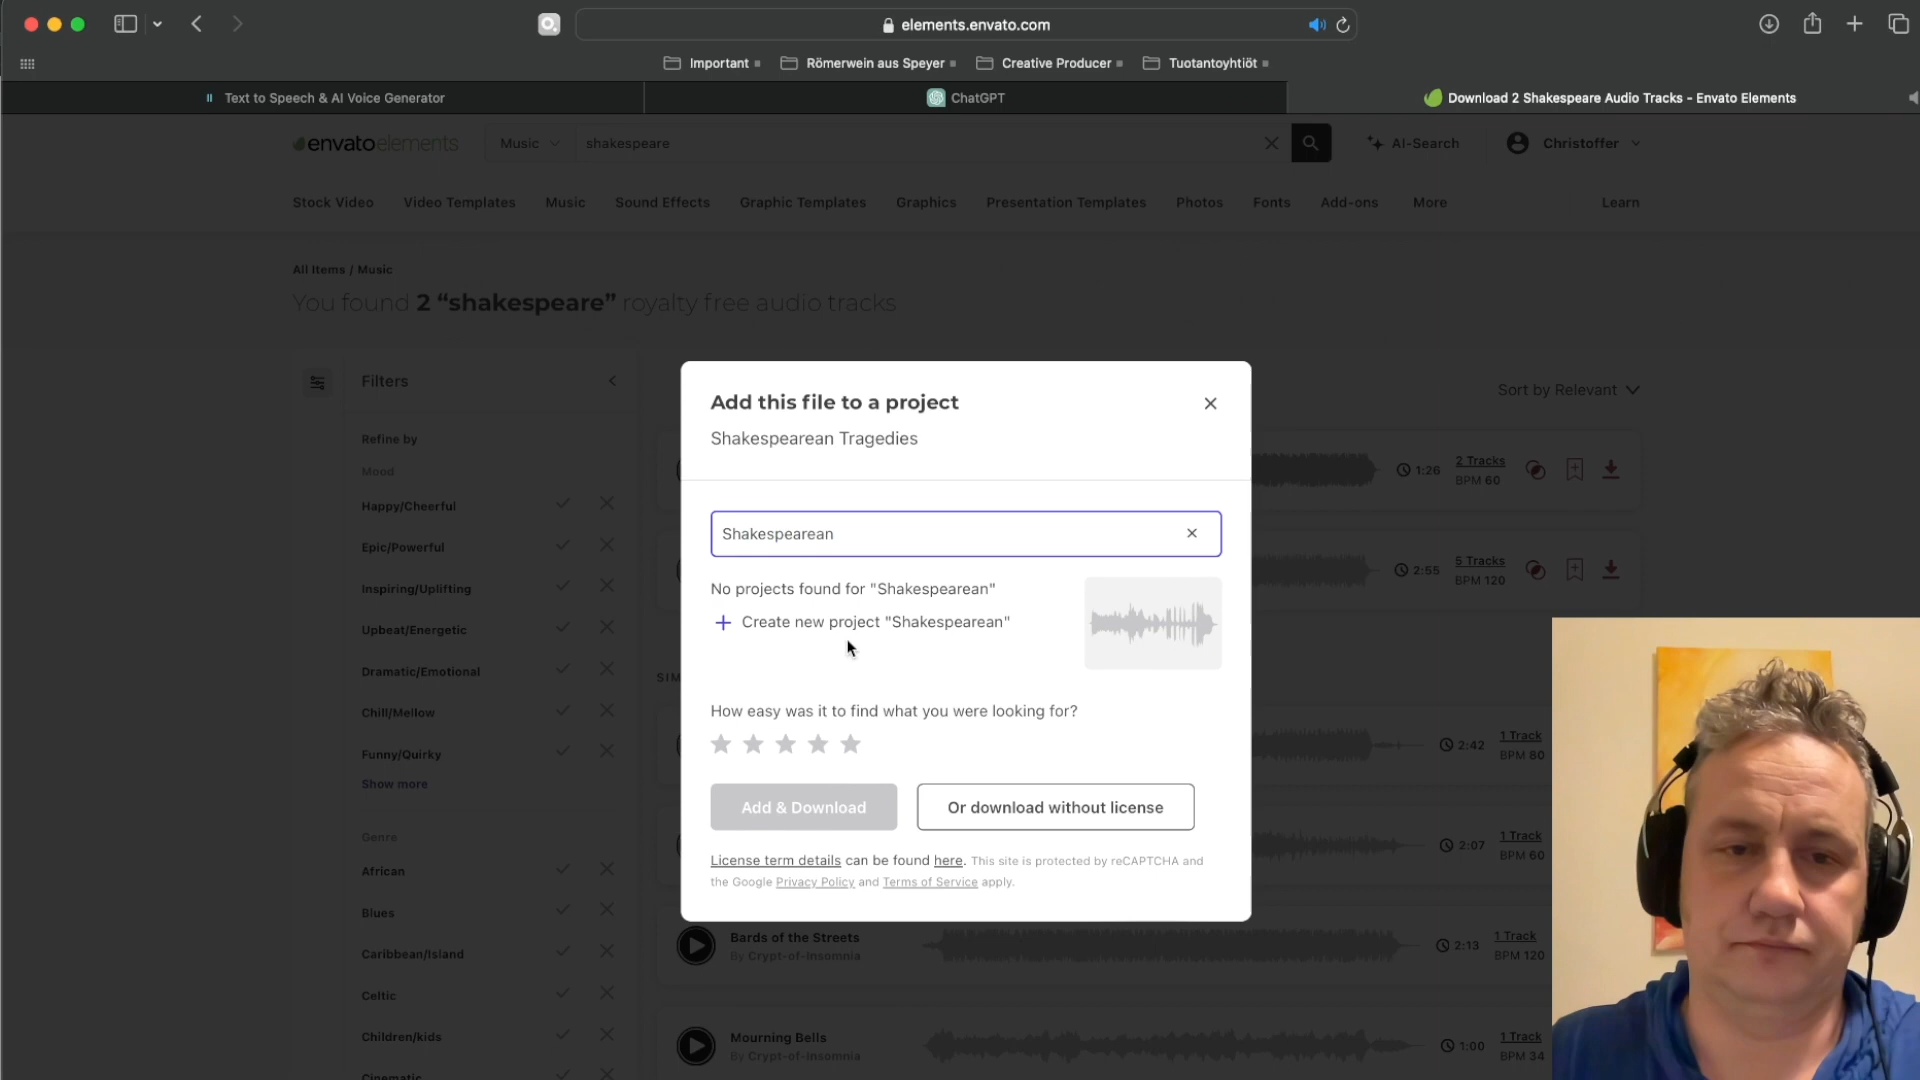 elements.envato.com
Important
Römerwein aus Speyer
Creative Producer
Tuotantoyhtiöt
Text to Speech & AI Voice Generator
ChatGPT
Download 2 Shakespeare Audio Tracks - Envato Elements
envato elements
Music
shakespeare
AI-Search
Christoffer
Stock Video
Video Templates
Music
Sound Effects
Graphic Templates
Graphics
Presentation Templates
Photos
Fonts
Add-ons
More
Learn
All Items / Music
You found 2 “shakespeare” royalty free audio tracks
Filters
Sort by Relevant
Refine by
Mood
Happy/Cheerful
Epic/Powerful
Inspiring/Uplifting
Upbeat/Energetic
Dramatic/Emotional
Chill/Mellow
Funny/Quirky
Show more
Genre
African
Blues
Caribbean/Island
Celtic
Children/kids
Cinematic
Add this file to a project
Shakespearean Tragedies
Shakespearean
No projects found for "Shakespearean"
Create new project "Shakespearean"
How easy was it to find what you were looking for?
Add & Download
Or download without license
License term details can be found here. This site is protected by reCAPTCHA and
the Google Privacy Policy and Terms of Service apply.
1:26
2 Tracks
BPM 60
2:55
5 Tracks
BPM 120
SIM
2:42
1 Track
BPM 80
2:07
1 Track
BPM 60
Bards of the Streets
By Crypt-of-Insomnia
2:13
1 Track
BPM 120
Mourning Bells
By Crypt-of-Insomnia
1:00
1 Track
BPM 34